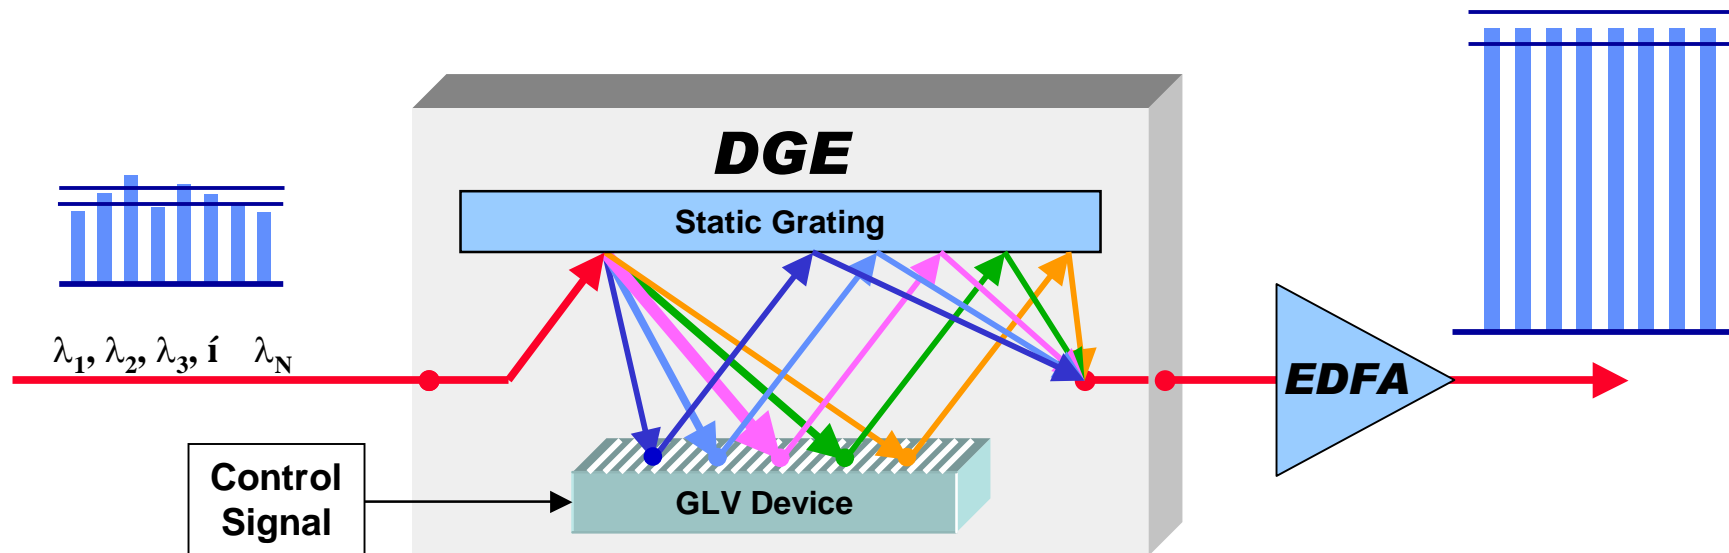 DGE
Static Grating
λ1, λ2, λ3, í λN
EDFA
Control
Signal
GLV Device